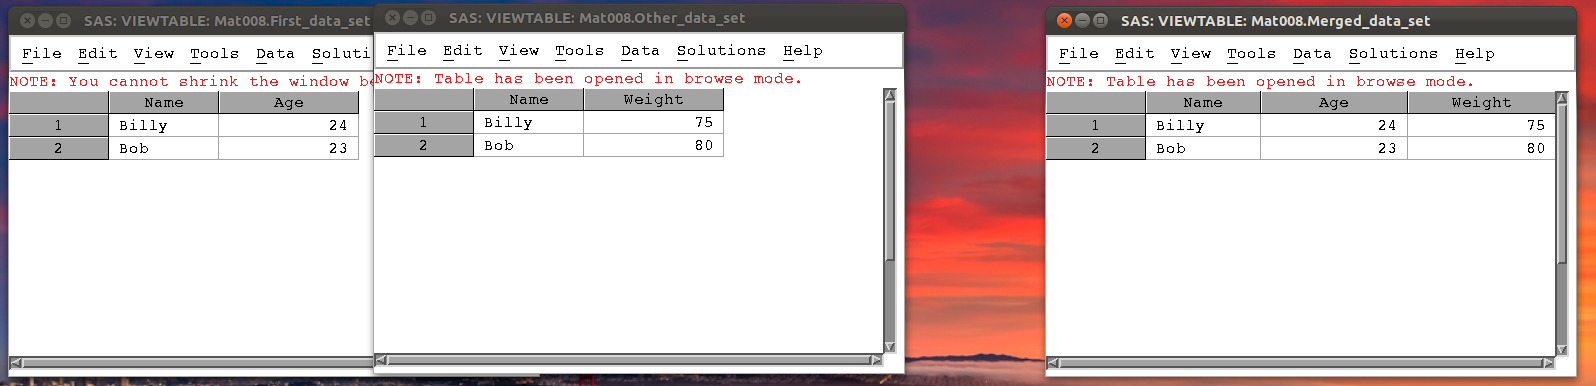 SAS: VIEWTABLE: Mat008.First_data_set
File Edit View Tools Data Soluti
NOTE: You cannot shrink the window be
Name Age
1 Billy 24
2 Bob 23
SAS: VIEWTABLE: Mat008.Other_data_set
File Edit View Tools Data Solutions Help
NOTE: Table has been opened in browse mode.
Name Weight
1 Billy 75
2 Bob 80
SAS: VIEWTABLE: Mat008.Merged_data_set
File Edit View Tools Data Solutions Help
NOTE: Table has been opened in browse mode.
Name Age Weight
1 Billy 24 75
2 Bob 23 80